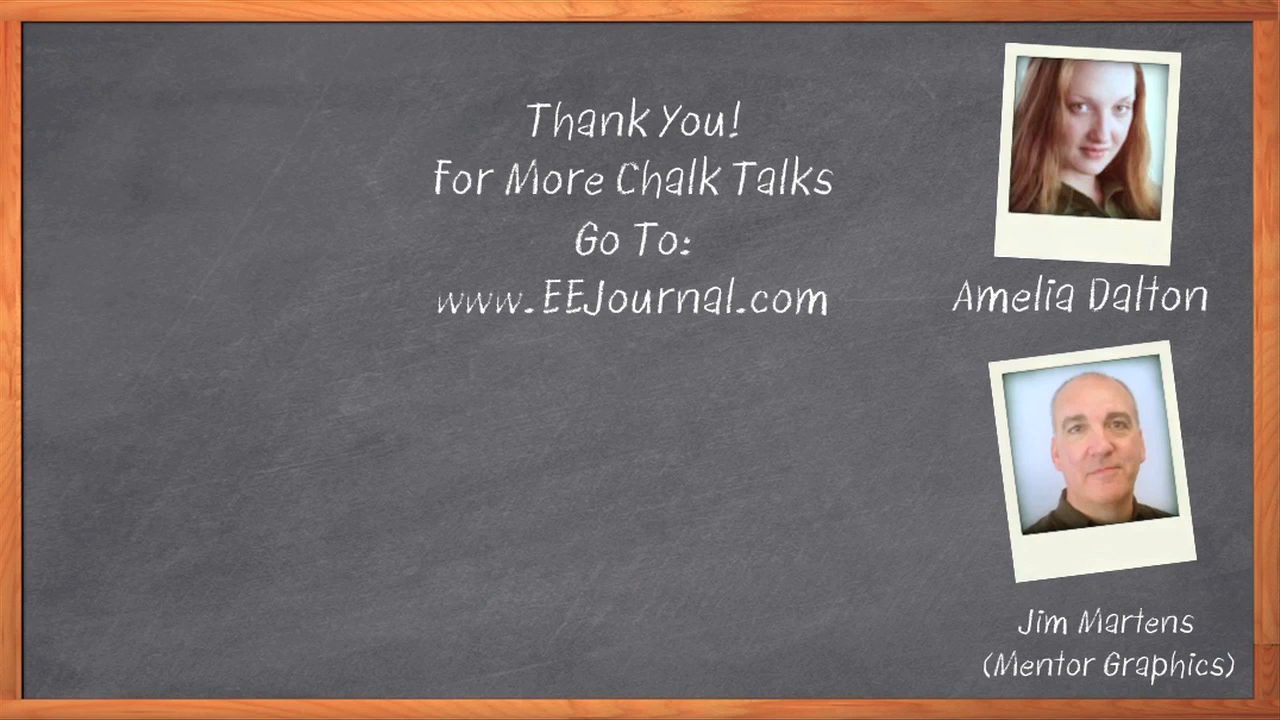 Thank You!
For More Chalk Talks
Go To:
www.EEJournal.com
Amelia Dalton
Jim Martens
(Mentor Graphics)